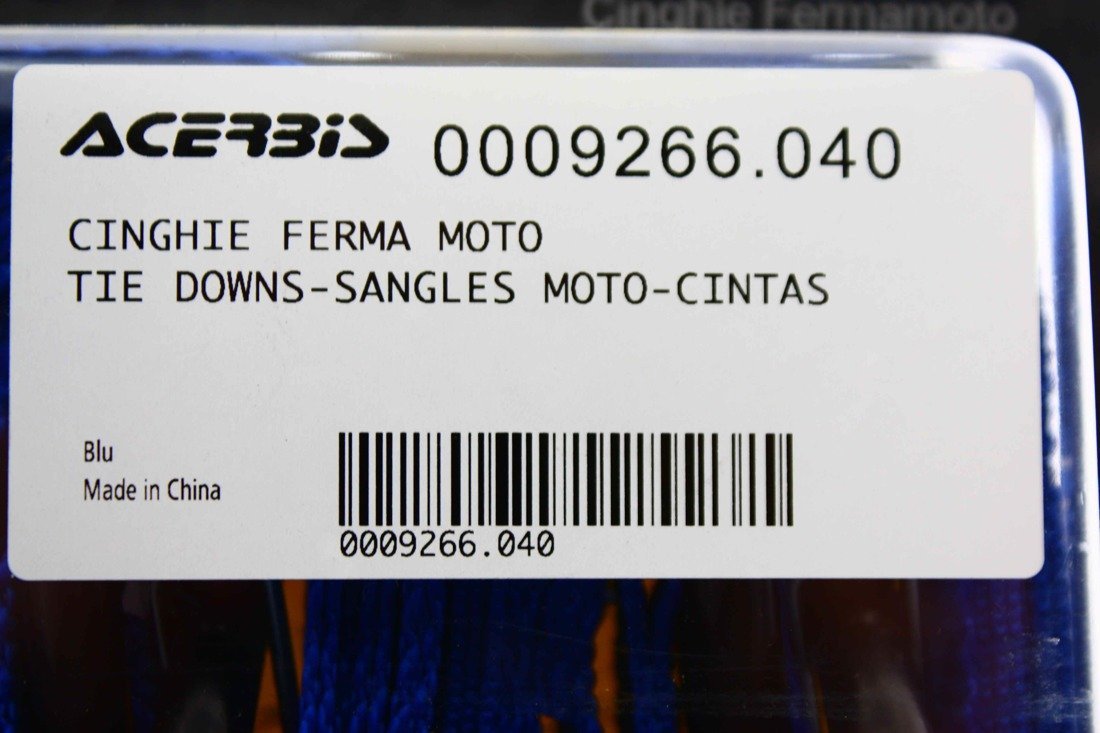 Cinghie Fermamoto
ACERBIS 0009266.040
CINGHIE FERMA MOTO
TIE DOWNS-SANGLES MOTO-CINTAS
Blu
Made in China
0009266.040